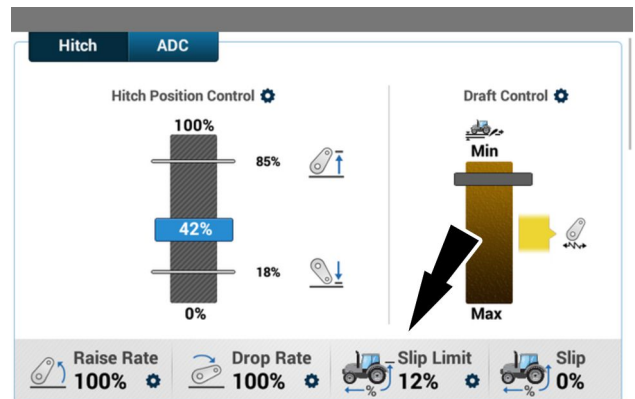 Hitch
ADC
Hitch Position Control
100%
85%
42%
18%
0%
Draft Control
Min
Max
Raise Rate
100%
Drop Rate
100%
%
Slip Limit
12%
%
Slip
0%